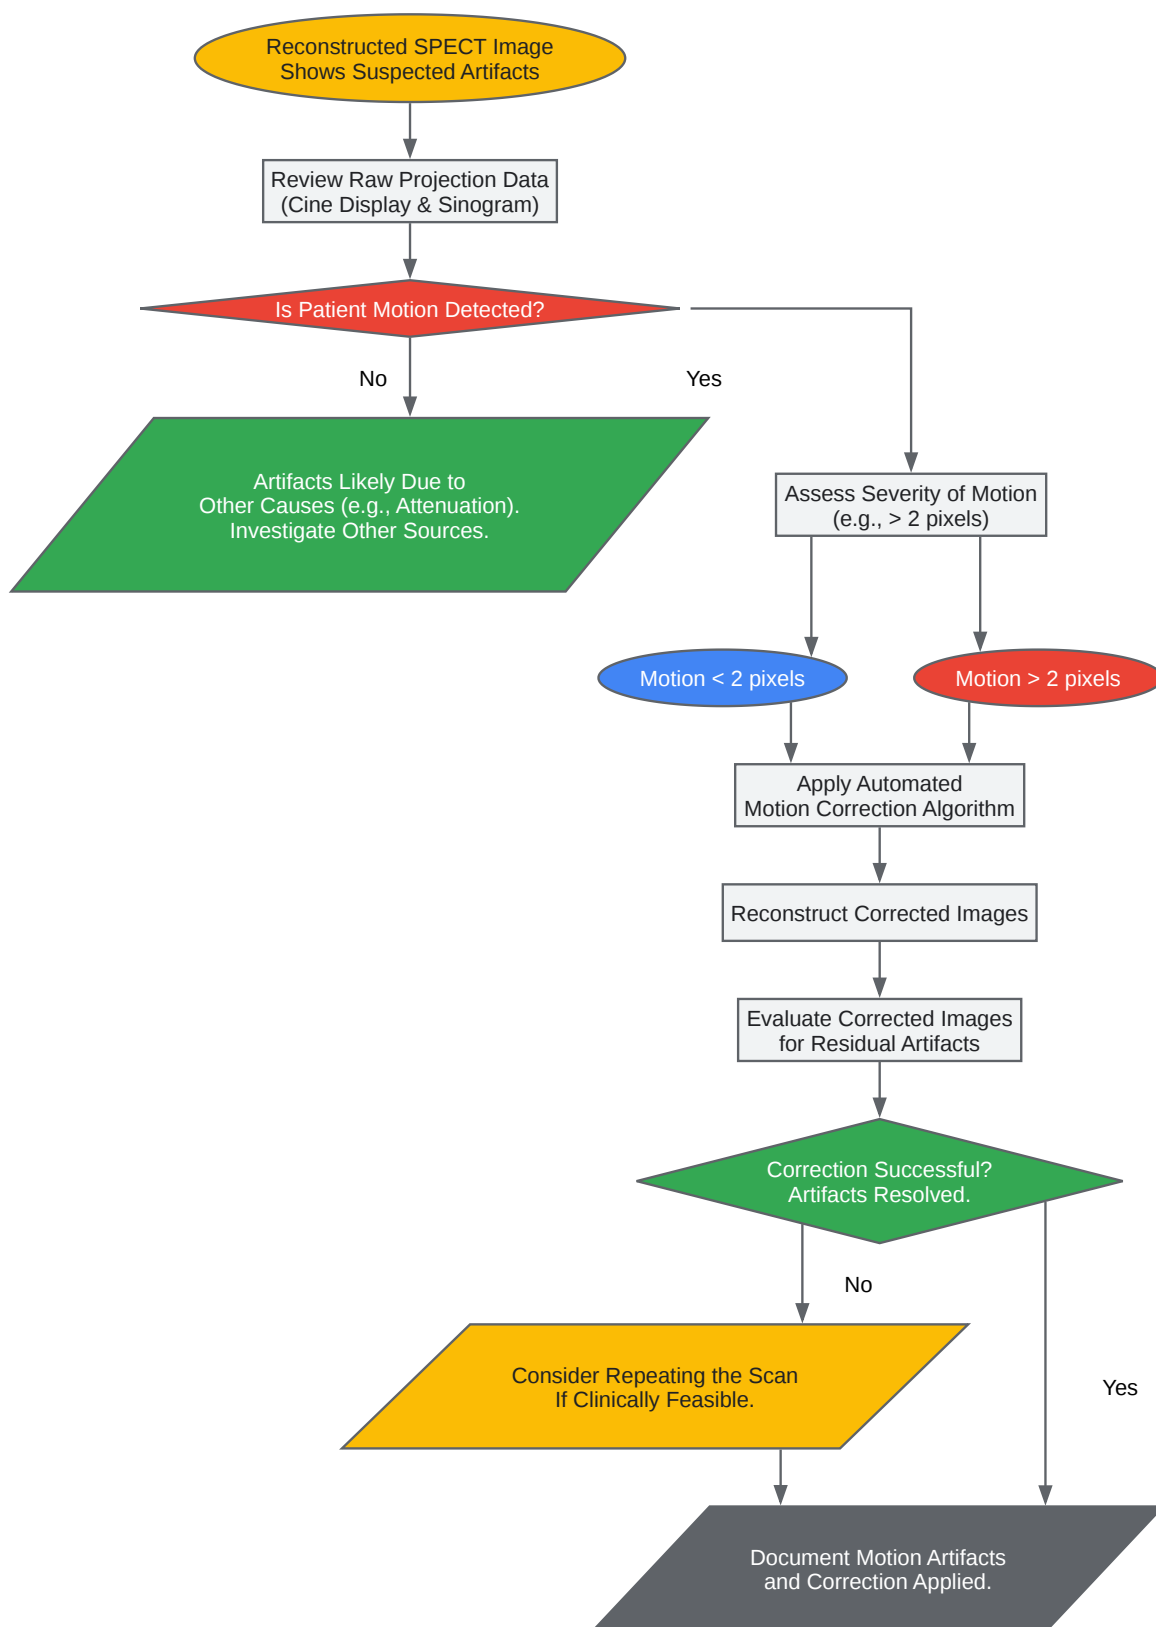 Reconstructed SPECT Image
Shows Suspected Artifacts
Review Raw Projection Data
(Cine Display & Sinogram)
Is Patient Motion Detected?
No
Yes
Artifacts Likely Due to
Other Causes (e.g., Attenuation).
Investigate Other Sources.
Assess Severity of Motion
(e.g., > 2 pixels)
Motion < 2 pixels
Motion > 2 pixels
Apply Automated
Motion Correction Algorithm
Reconstruct Corrected Images
Evaluate Corrected Images
for Residual Artifacts
Correction Successful?
Artifacts Resolved.
No
Consider Repeating the Scan
If Clinically Feasible.
Yes
Document Motion Artifacts
and Correction Applied.